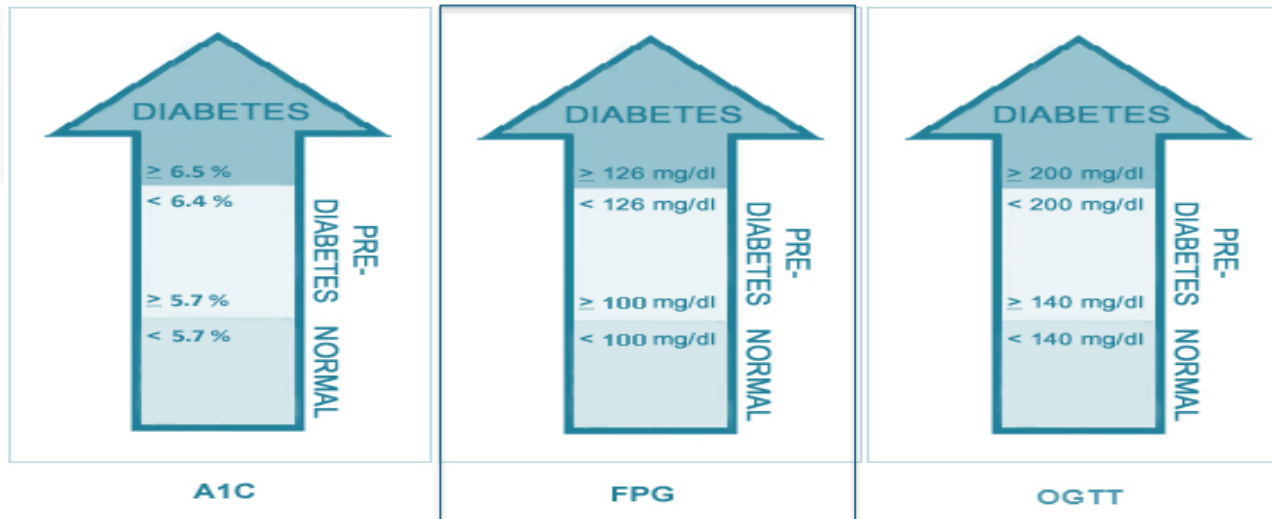 DIABETES
≥ 6.5 %
< 6.4 %
≥ 5.7 %
< 5.7 %
PRE-
DIABETES NORMAL
A1C
DIABETES
≥ 126 mg/dl
< 126 mg/dl
≥ 100 mg/dl
< 100 mg/dl
PRE-
DIABETES NORMAL
FPG
DIABETES
≥ 200 mg/dl
< 200 mg/dl
≥ 140 mg/dl
< 140 mg/dl
PRE-
DIABETES NORMAL
OGTT